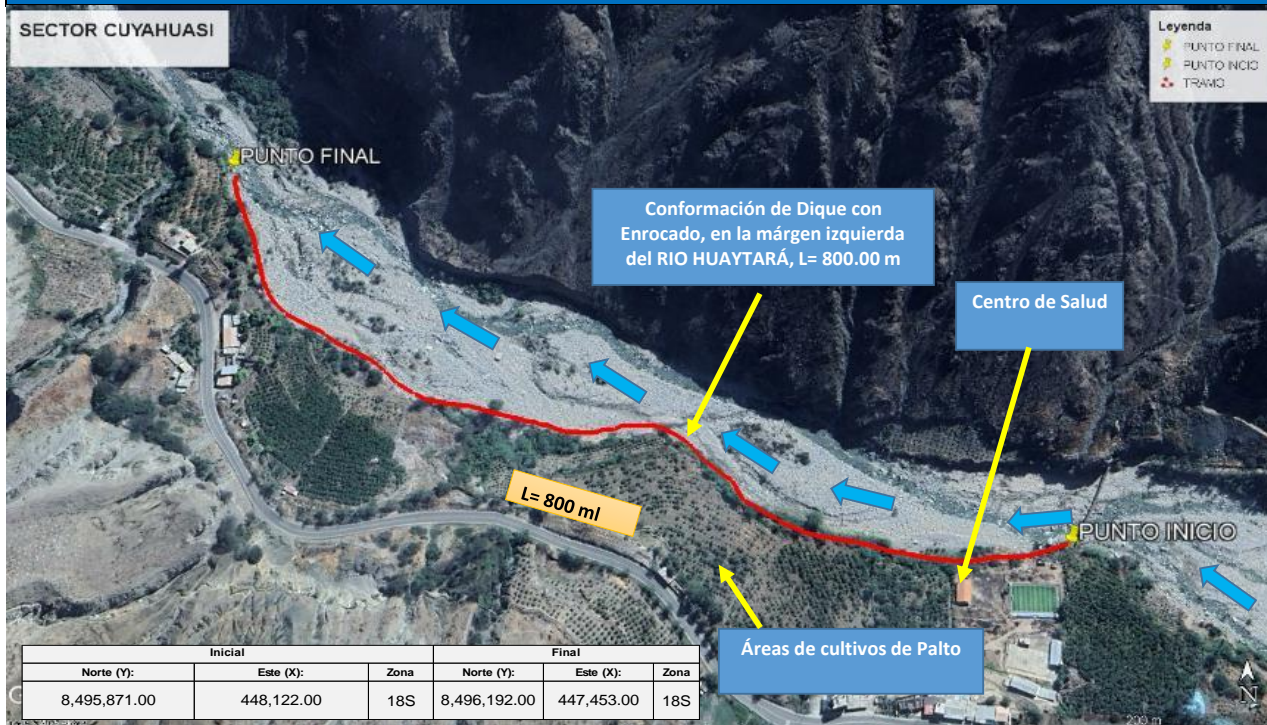 SECTOR CUYAHUASI
Leyenda
PUNTO FINAL
PUNTO INCIO
TRAMO
PUNTO FINAL
Conformación de Dique con
Enrocado, en la márgen izquierda
del RIO HUAYTARÁ, L= 800.00 m
Centro de Salud
L= 800 ml
PUNTO INICIO
Áreas de cultivos de Palto
Inicial Final
Norte (Y): Este (X): Zona Norte (Y): Este (X): Zona
8,495,871.00 448,122.00 18S 8,496,192.00 447,453.00 18S
N
200 m